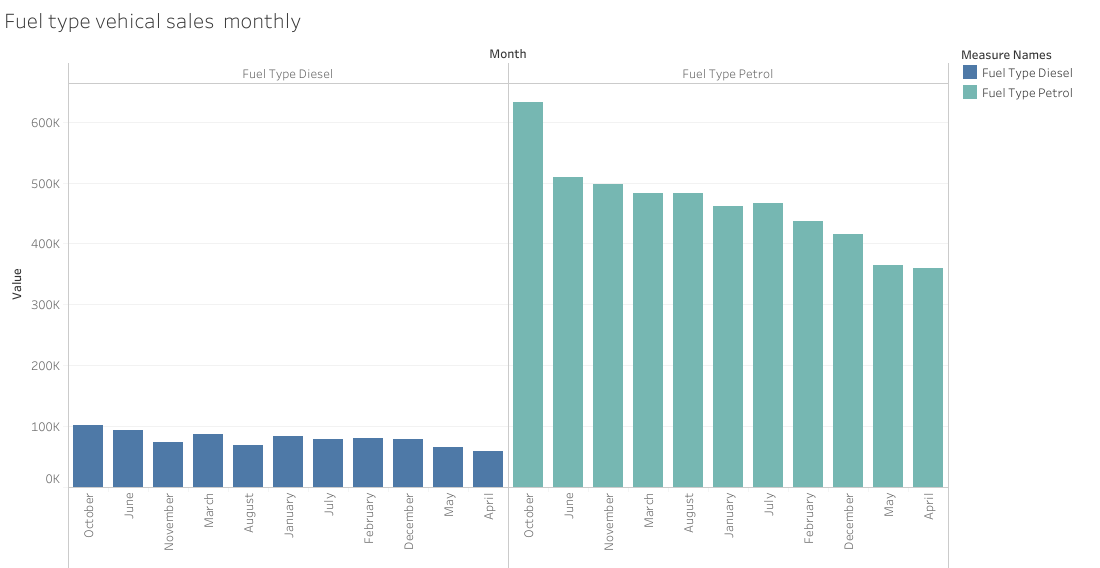 Fuel type vehical sales  monthly
Month
Fuel Type Diesel
Fuel Type Petrol
Measure Names
Fuel Type Diesel
Fuel Type Petrol
Value
600K
500K
400K
300K
200K
100K
0K
October
June
November
March
August
January
July
February
December
May
April
October
June
November
March
August
January
July
February
December
May
April